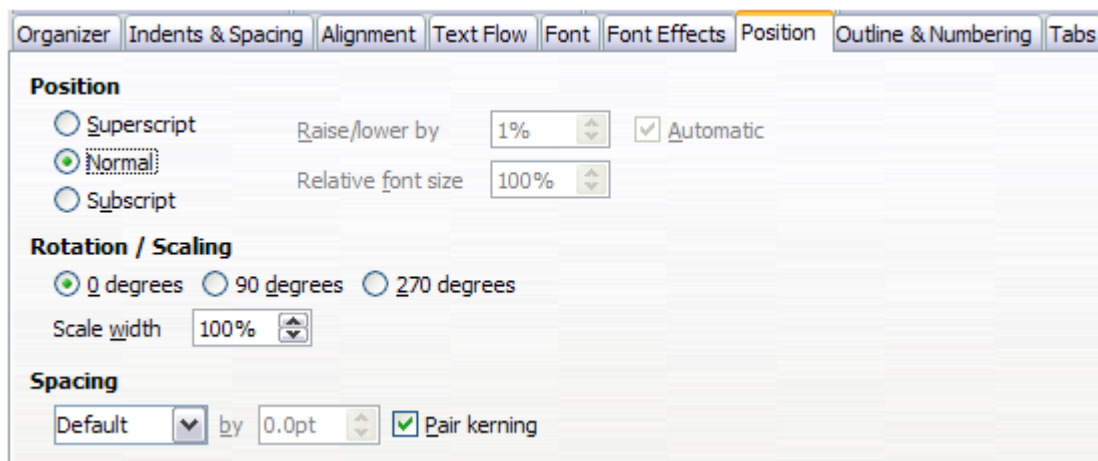 Organizer Indents & Spacing Alignment Text Flow Font Font Effects Position Outline & Numbering Tabs
Position
Superscript Raise/lower by 1% Automatic
Normal
Relative font size 100%
Subscript
Rotation / Scaling
0 degrees 90 degrees 270 degrees
Scale width 100%
Spacing
Default by 0.0pt Pair kerning